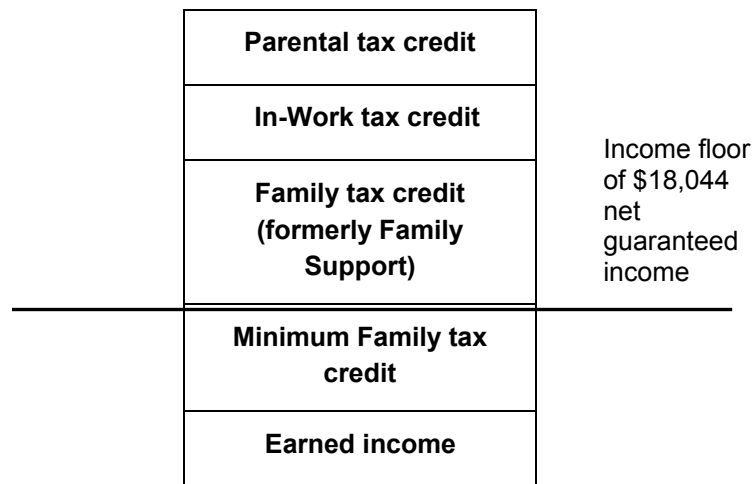 Parental tax credit
In-Work tax credit
Family tax credit
(formerly Family
Support)
Income floor
of $18,044
net
guaranteed
income
Minimum Family tax
credit
Earned income